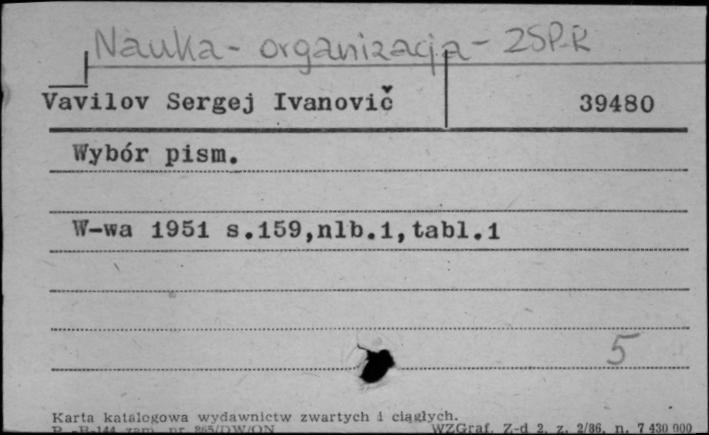 Nauka - organizacja - ZSRR
Vavilov Sergej Ivanovič 39480
Wybór pism.
W-wa 1951 s.159,nlb.1,tabl.1
5
Karta katalogowa wydawnictw zwartych i ciągłych.
WZGraf. Z-d 2, z. 2/86, n. 7 430 000